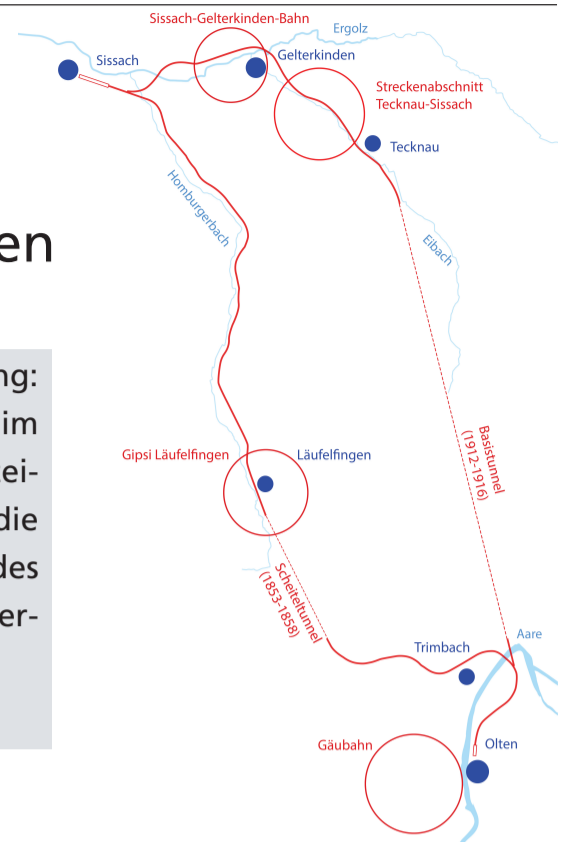 Sissach-Gelterkinden-Bahn
Ergolz
Sissach
Gelterkinden
Streckenabschnitt
Tecknau-Sissach
Tecknau
Homburgerbach
Eibach
en
ng:
im
ei-
die
des
er-
Gipsi Läufelfingen
Läufelfingen
Basistunnel
(1912-1916)
Scheiteltunnel
(1853-1858)
Trimbach
Aare
Gäubahn
Olten